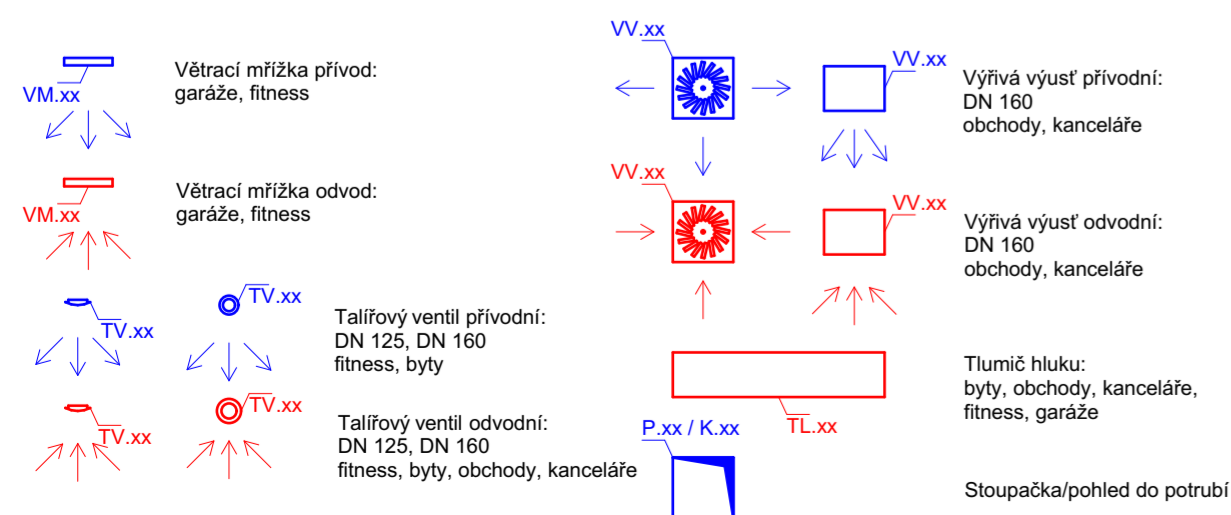 VM.xx
Větrací mřížka přívod:
garáže, fitness
VM.xx
Větrací mřížka odvod:
garáže, fitness
TV.xx
TV.xx
Talířový ventil přívodní:
DN 125, DN 160
fitness, byty
TV.xx
TV.xx
Talířový ventil odvodní:
DN 125, DN 160
fitness, byty, obchody, kanceláře
VV.xx
VV.xx
Výřivá výusť přívodní:
DN 160
obchody, kanceláře
VV.xx
VV.xx
Výřivá výusť odvodní:
DN 160
obchody, kanceláře
TL.xx
Tlumič hluku:
byty, obchody, kanceláře,
fitness, garáže
P.xx / K.xx
Stoupačka/pohled do potrubí